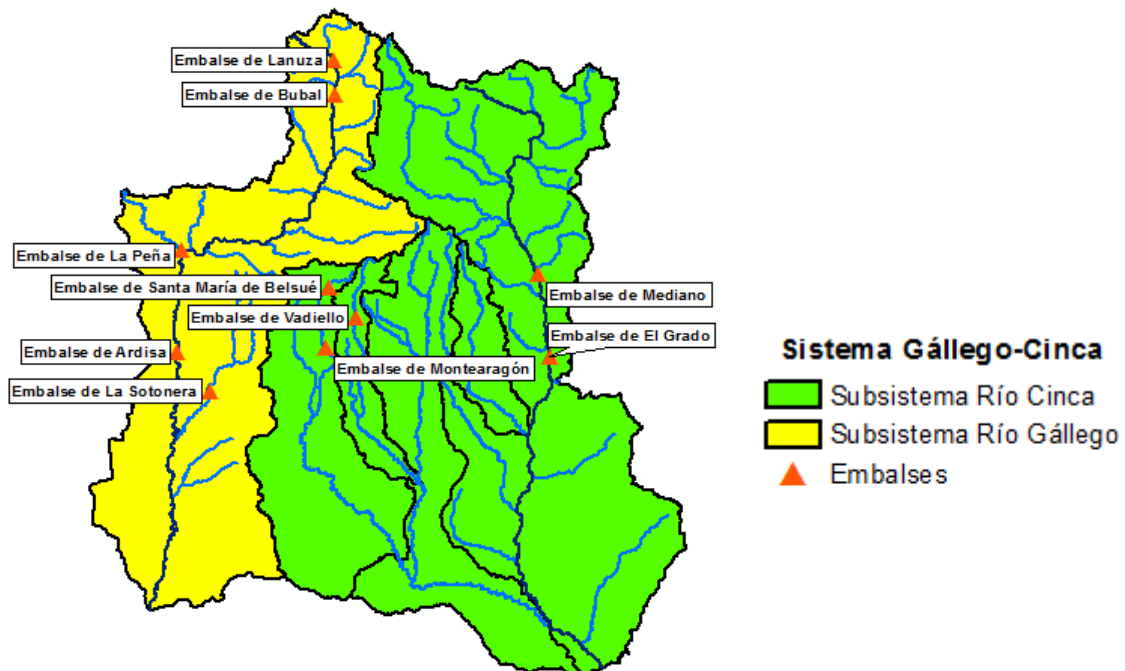 Embalse de Lanuza
Embalse de Bubal
Embalse de La Peña
Embalse de Santa María de Belsué
Embalse de Mediano
Embalse de Vadiello
Embalse de El Grado
Embalse de Ardisa
Embalse de Montearagón
Embalse de La Sotonera
Sistema Gállego-Cinca
Subsistema Río Cinca
Subsistema Río Gállego
Embalses